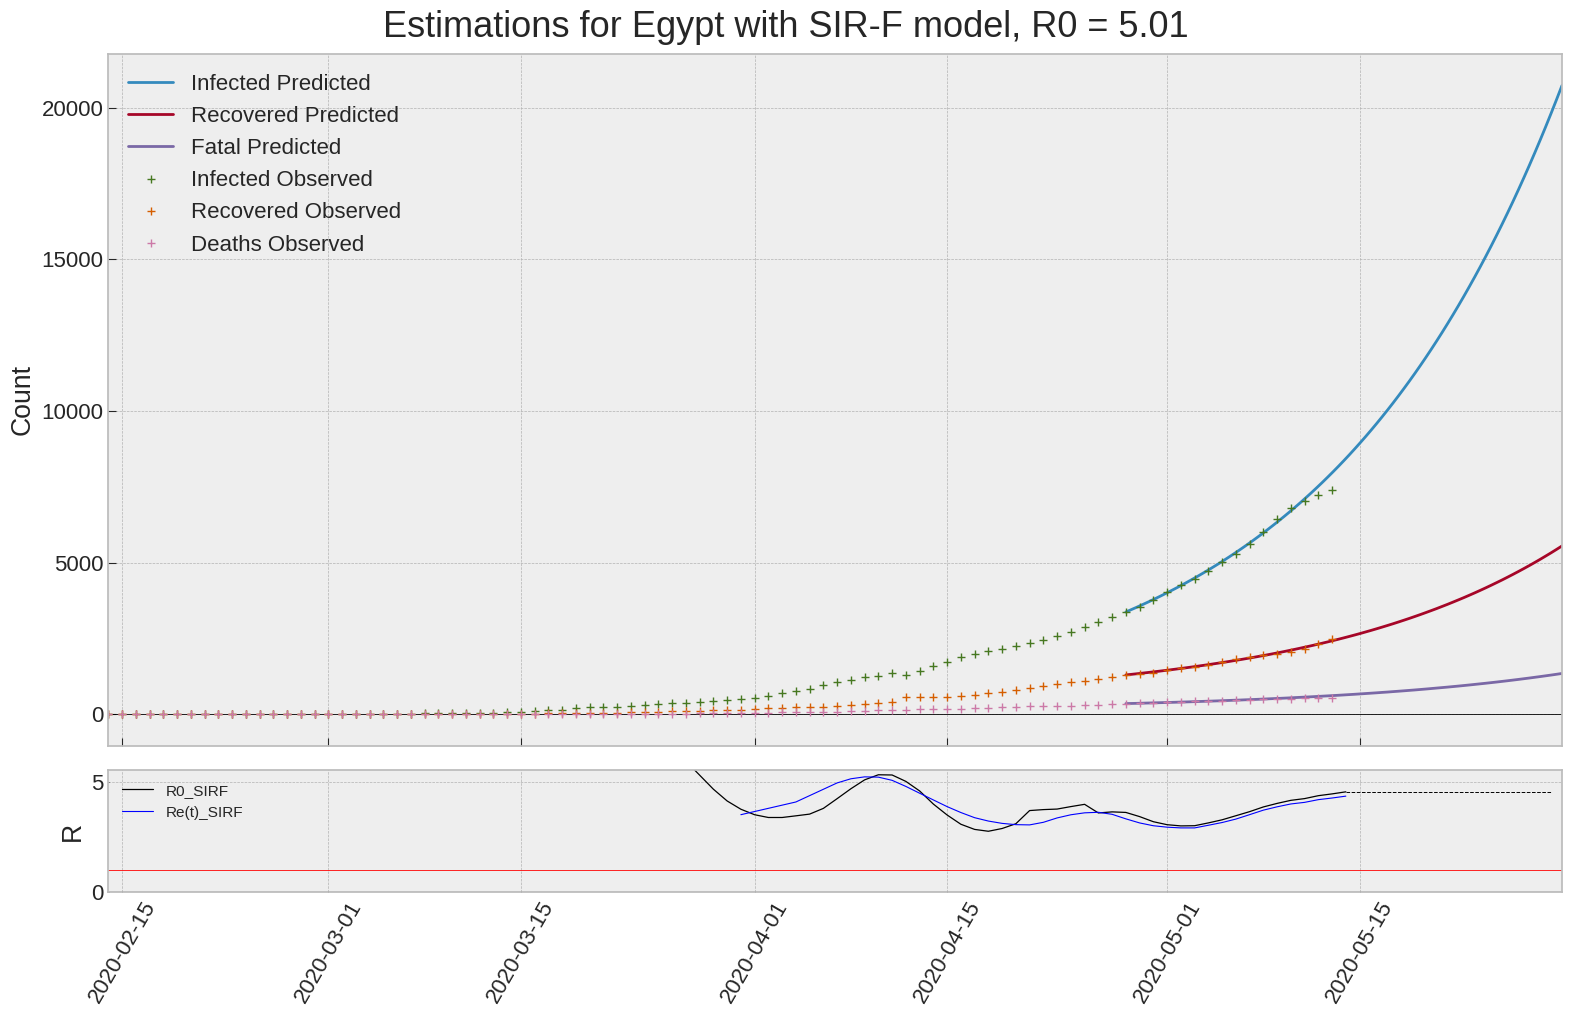 Estimations for Egypt with SIR-F model, R0 = 5.01
Infected Predicted
Recovered Predicted
Fatal Predicted
Infected Observed
Recovered Observed
Deaths Observed
20000
15000
10000
5000
0
Count
R0_SIRF
Re(t)_SIRF
5
0
R
2020-02-15
2020-03-01
2020-03-15
2020-04-01
2020-04-15
2020-05-01
2020-05-15